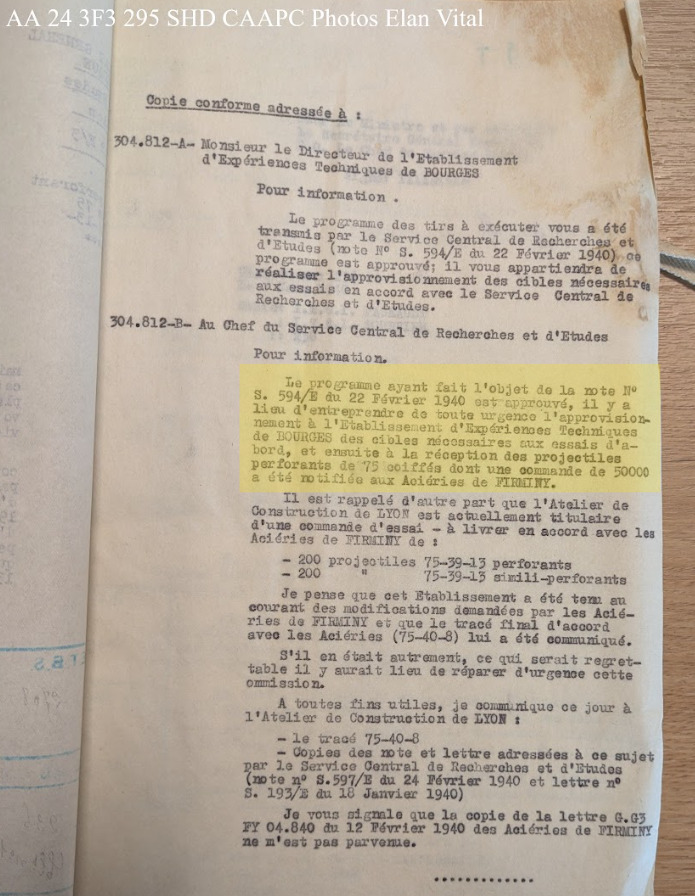 AA 24 3F3 295 SHD CAAPC Photos Elan Vital
Copie conforme adressée à :
304.812-A- Monsieur le Directeur de l'Etablissement
d'Expériences Techniques de BOURGES
Pour information .
Le programme des tirs à exécuter vous a été
transmis par le Service Central de Recherches et
d'Etudes (note Nº S. 594/E du 22 Février 1940) ce
programme est approuvé; il vous appartiendra de
réaliser l'approvisionnement des cibles nécessaires
aux essais en accord avec le Service Central de
Recherches et d'Etudes.
304.812-B- Au Chef du Service Central de Recherches et d'Etudes
Pour information.
Le programme ayant fait l'objet de la note Nº
S. 594/E du 22 Février 1940 est approuvé, il y a
lieu d'entreprendre de toute urgence l'approvision-
nement à l'Etablissement d'Expériences Techniques
de BOURGES des cibles nécessaires aux essais d'a-
bord, et ensuite à la réception des projectiles
perforants de 75 coiffés dont une commande de 50000
a été notifiée aux Aciéries de FIRMINY.
Il est rappelé d'autre part que l'Atelier de
Construction de LYON est actuellement titulaire
d'une commande d'essai - à livrer en accord avec les
Aciéries de FIRMINY de :
- 200 projectiles 75-39-13 perforants
- 200 " 75-39-13 simili-perforants
Je pense que cet Etablissement a été tenu au
courant des modifications demandées par les Acié-
ries de FIRMINY et que le tracé final d'accord
avec les Aciéries (75-40-8) lui a été communiqué.
S'il en était autrement, ce qui serait regret-
table il y aurait lieu de réparer d'urgence cette
ommission.
A toutes fins utiles, je communique ce jour à
l'Atelier de Construction de LYON :
- le tracé 75-40-8
- Copies des note et lettre adressées à ce sujet
par le Service Central de Recherches et d'Etudes
(note nº S.597/E du 24 Février 1940 et lettre nº
S. 193/E du 18 Janvier 1940)
Je vous signale que la copie de la lettre G.G3
FY 04.840 du 12 Février 1940 des Aciéries de FIRMINY
ne m'est pas parvenue.
.............